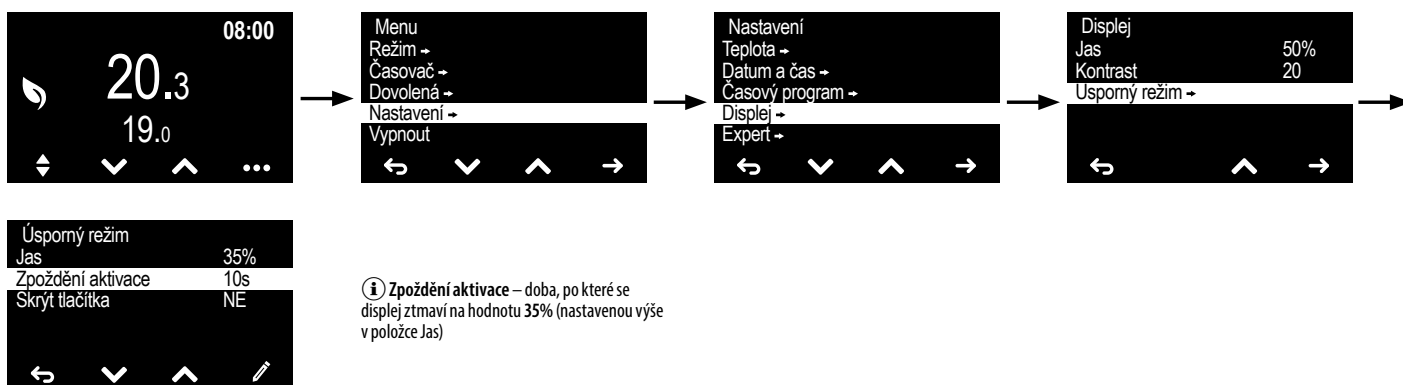 08:00
20.3
19.0
Menu
Režim →
Časovač →
Dovolená →
Nastavení →
Vypnout
Nastavení
Teplota →
Datum a čas →
Časový program →
Displej →
Expert →
Displej
Jas 50%
Kontrast 20
Úsporný režim →
Úsporný režim
Jas 35%
Zpoždění aktivace 10s
Skrýt tlačítka NE
i Zpoždění aktivace – doba, po které se
displej ztmaví na hodnotu 35% (nastavenou výše
v položce Jas)